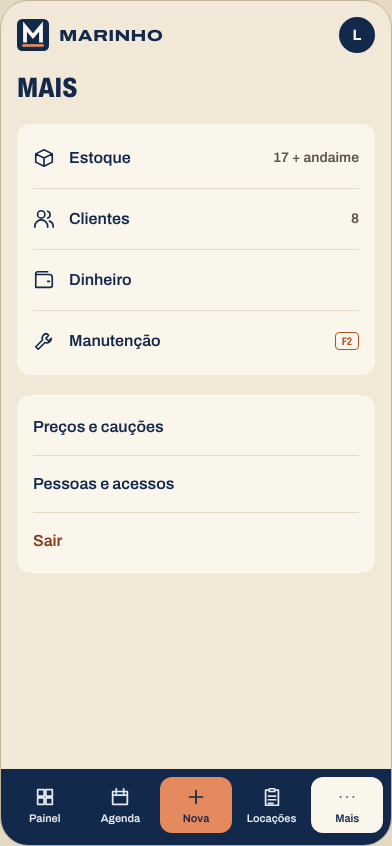 M MARINHO L
MAIS
Estoque 17 + andaime
Clientes 8
Dinheiro
Manutenção F2
Preços e cauções
Pessoas e acessos
Sair
Painel Agenda Nova Locações Mais